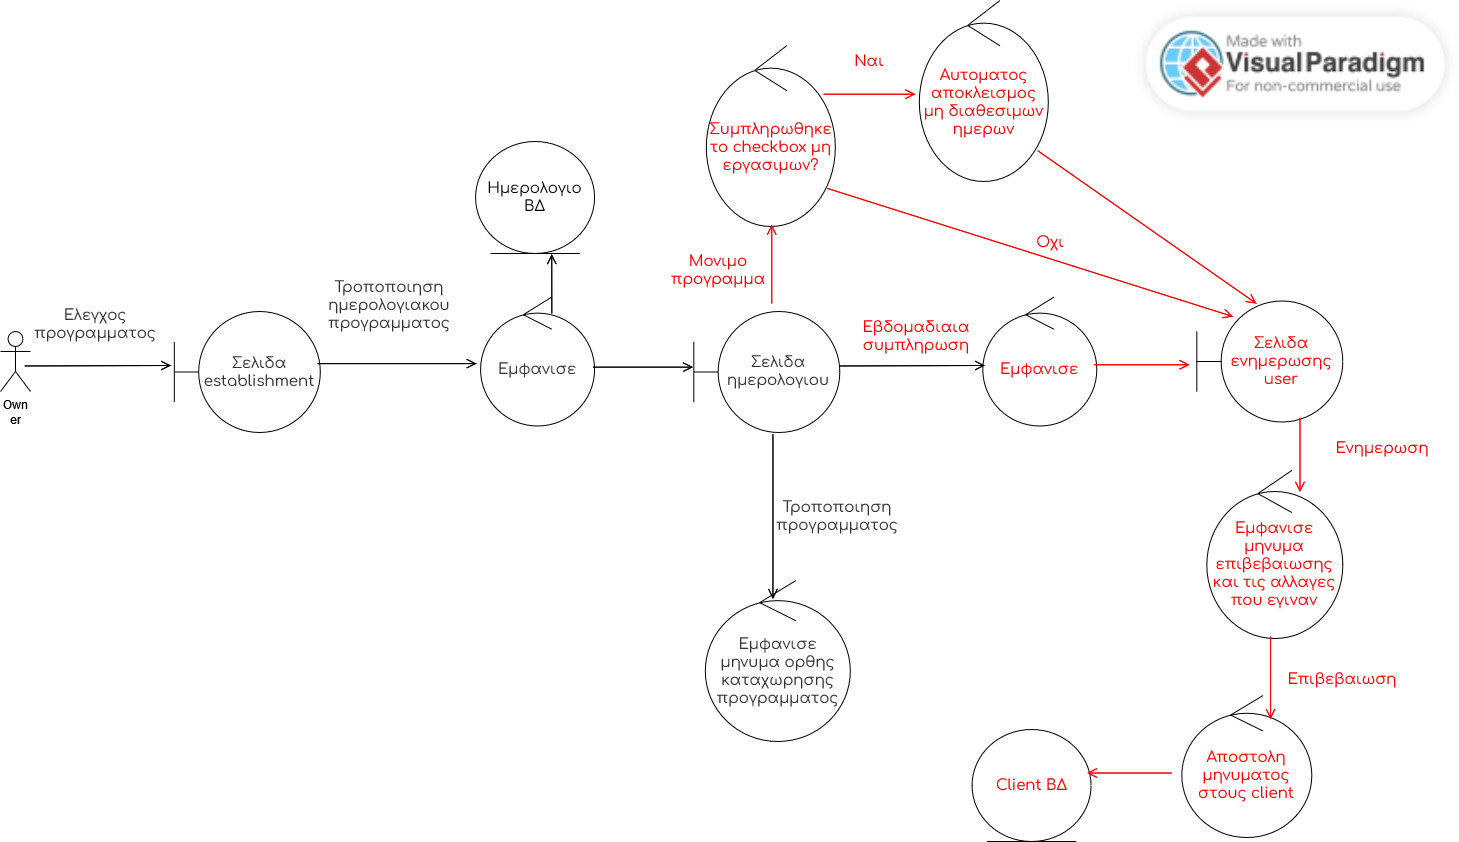 Made with
Visual Paradigm
For non-commercial use
Ναι
Αυτοματος
αποκλεισμος
μη διαθεσιμων
ημερων
Συμπληρωθηκε
το checkbox μη
εργασιμων?
Ημερολογιο
ΒΔ
Οχι
Μονιμο
προγραμμα
Τροποποιηση
ημερολογιακου
προγραμματος
Ελεγχος
προγραμματος
Εβδομαδιαια
συμπληρωση
Σελιδα
establishment
Εμφανισε
Σελιδα
ημερολογιου
Εμφανισε
Σελιδα
ενημερωσης
user
Own
er
Ενημερωση
Τροποποιηση
προγραμματος
Εμφανισε
μηνυμα
επιβεβαιωσης
και τις αλλαγες
που εγιναν
Εμφανισε
μηνυμα ορθης
καταχωρησης
προγραμματος
Επιβεβαιωση
Client ΒΔ
Αποστολη
μηνυματος
στους client